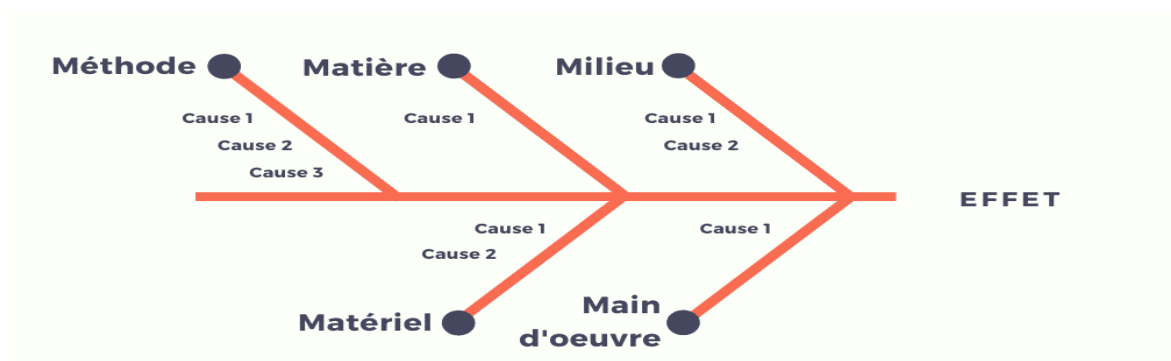 Méthode
Matière
Milieu
Cause 1
Cause 2
Cause 3
Cause 1
Cause 1
Cause 2
EFFET
Cause 1
Cause 2
Cause 1
Matériel
Main
d'oeuvre